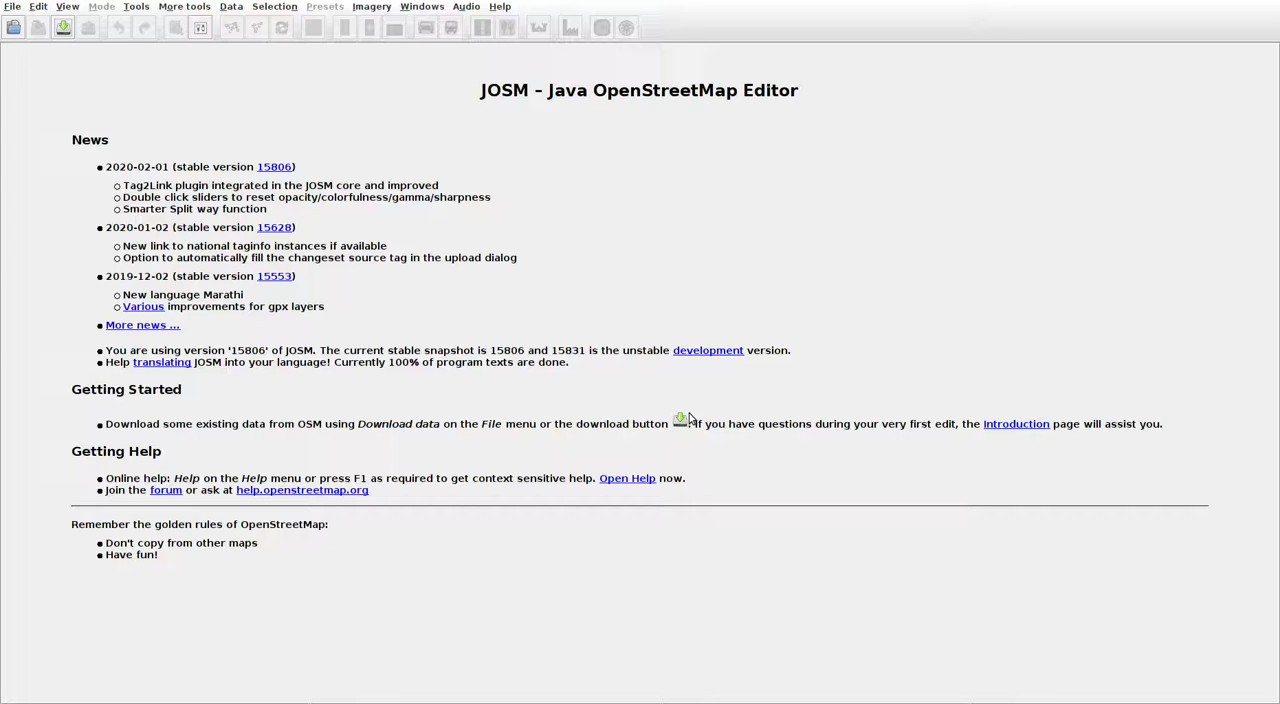 File Edit View Mode Tools More tools Data Selection Presets Imagery Windows Audio Help
JOSM – Java OpenStreetMap Editor
News
2020-02-01 (stable version 15806)
Tag2Link plugin integrated in the JOSM core and improved
Double click sliders to reset opacity/colorfulness/gamma/sharpness
Smarter Split way function
2020-01-02 (stable version 15628)
New link to national taginfo instances if available
Option to automatically fill the changeset source tag in the upload dialog
2019-12-02 (stable version 15553)
New language Marathi
Various improvements for gpx layers
More news ...
You are using version '15806' of JOSM. The current stable snapshot is 15806 and 15831 is the unstable development version.
Help translating JOSM into your language! Currently 100% of program texts are done.
Getting Started
Download some existing data from OSM using Download data on the File menu or the download button If you have questions during your very first edit, the Introduction page will assist you.
Getting Help
Online help: Help on the Help menu or press F1 as required to get context sensitive help. Open Help now.
Join the forum or ask at help.openstreetmap.org
Remember the golden rules of OpenStreetMap:
Don't copy from other maps
Have fun!